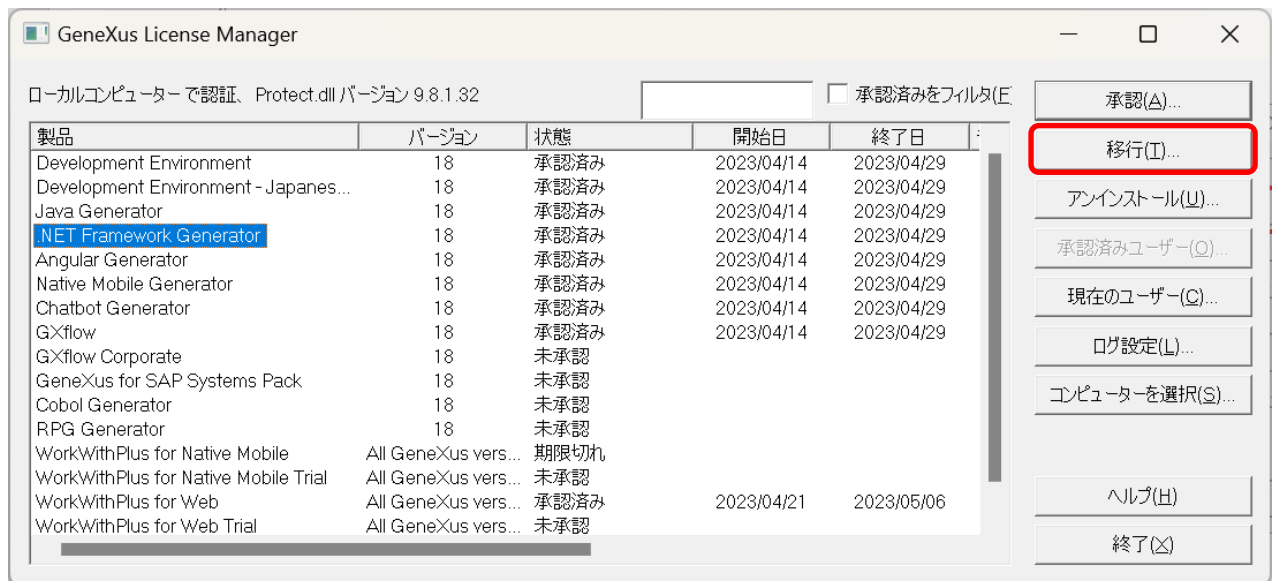 GeneXus License Manager
ローカルコンピューター で認証、 Protect.dll バージョン 9.8.1.32
承認済みをフィルタ(F
承認(A)...
製品 バージョン 状態 開始日 終了日
移行(T)...
Development Environment 18 承認済み 2023/04/14 2023/04/29
Development Environment - Japanes... 18 承認済み 2023/04/14 2023/04/29
アンインストール(U)...
Java Generator 18 承認済み 2023/04/14 2023/04/29
.NET Framework Generator 18 承認済み 2023/04/14 2023/04/29
承認済みユーザー(O)...
Angular Generator 18 承認済み 2023/04/14 2023/04/29
Native Mobile Generator 18 承認済み 2023/04/14 2023/04/29
現在のユーザー(C)...
Chatbot Generator 18 承認済み 2023/04/14 2023/04/29
GXflow 18 承認済み 2023/04/14 2023/04/29
ログ設定(L)...
GXflow Corporate 18 未承認
GeneXus for SAP Systems Pack 18 未承認
コンピューターを選択(S)...
Cobol Generator 18 未承認
RPG Generator 18 未承認
WorkWithPlus for Native Mobile All GeneXus vers... 期限切れ
WorkWithPlus for Native Mobile Trial All GeneXus vers... 未承認
ヘルプ(H)
WorkWithPlus for Web All GeneXus vers... 承認済み 2023/04/21 2023/05/06
WorkWithPlus for Web Trial All GeneXus vers... 未承認
終了(X)